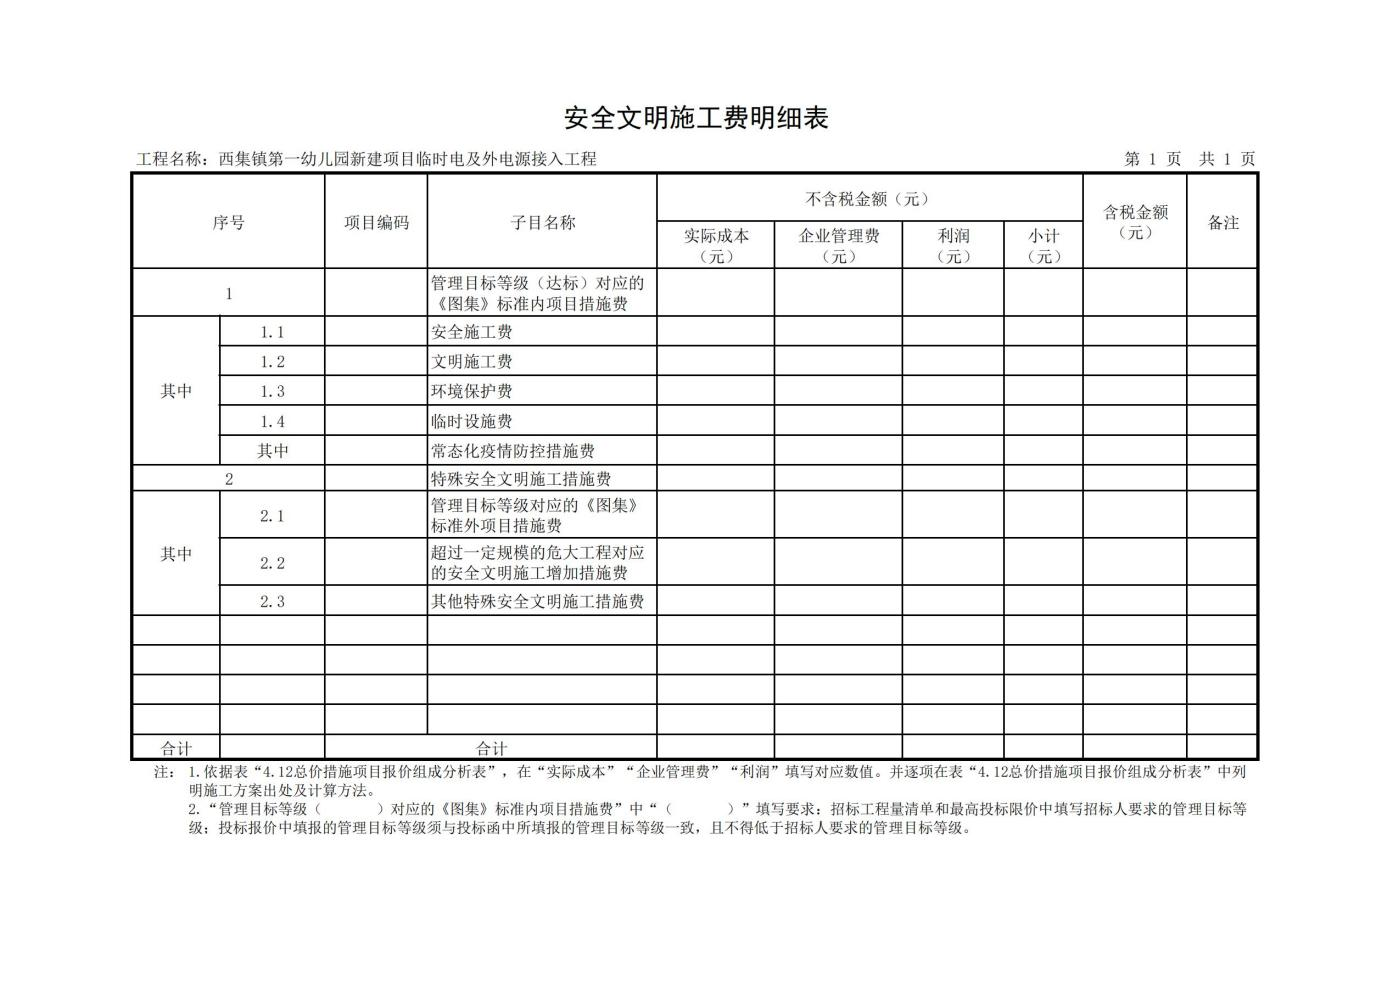 安全文明施工费明细表
工程名称：西集镇第一幼儿园新建项目临时电及外电源接入工程 第 1 页 共 1 页
序号 项目编码 子目名称 不含税金额（元） 含税金额（元） 备注
实际成本（元） 企业管理费（元） 利润（元） 小计（元）
1 管理目标等级（达标）对应的
《图集》标准内项目措施费
其中 1.1 安全施工费
1.2 文明施工费
1.3 环境保护费
1.4 临时设施费
其中 常态化疫情防控措施费
2 特殊安全文明施工措施费
其中 2.1 管理目标等级对应的《图集》
标准外项目措施费
2.2 超过一定规模的危大工程对应
的安全文明施工增加措施费
2.3 其他特殊安全文明施工措施费
合计 合计
注： 1.依据表“4.12总价措施项目报价组成分析表”，在“实际成本”“企业管理费”“利润”填写对应数值。并逐项在表“4.12总价措施项目报价组成分析表”中列
明施工方案出处及计算方法。
2.“管理目标等级（ ）对应的《图集》标准内项目措施费”中“（ ）”填写要求：招标工程量清单和最高投标限价中填写招标人要求的管理目标等
级；投标报价中填报的管理目标等级须与投标函中所填报的管理目标等级一致，且不得低于招标人要求的管理目标等级。